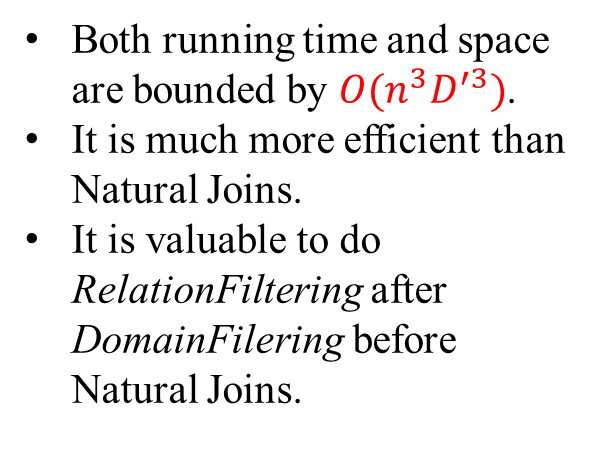 • Both running time and space
are bounded by O(n³D′³).
• It is much more efficient than
Natural Joins.
• It is valuable to do
RelationFiltering after
DomainFilering before
Natural Joins.